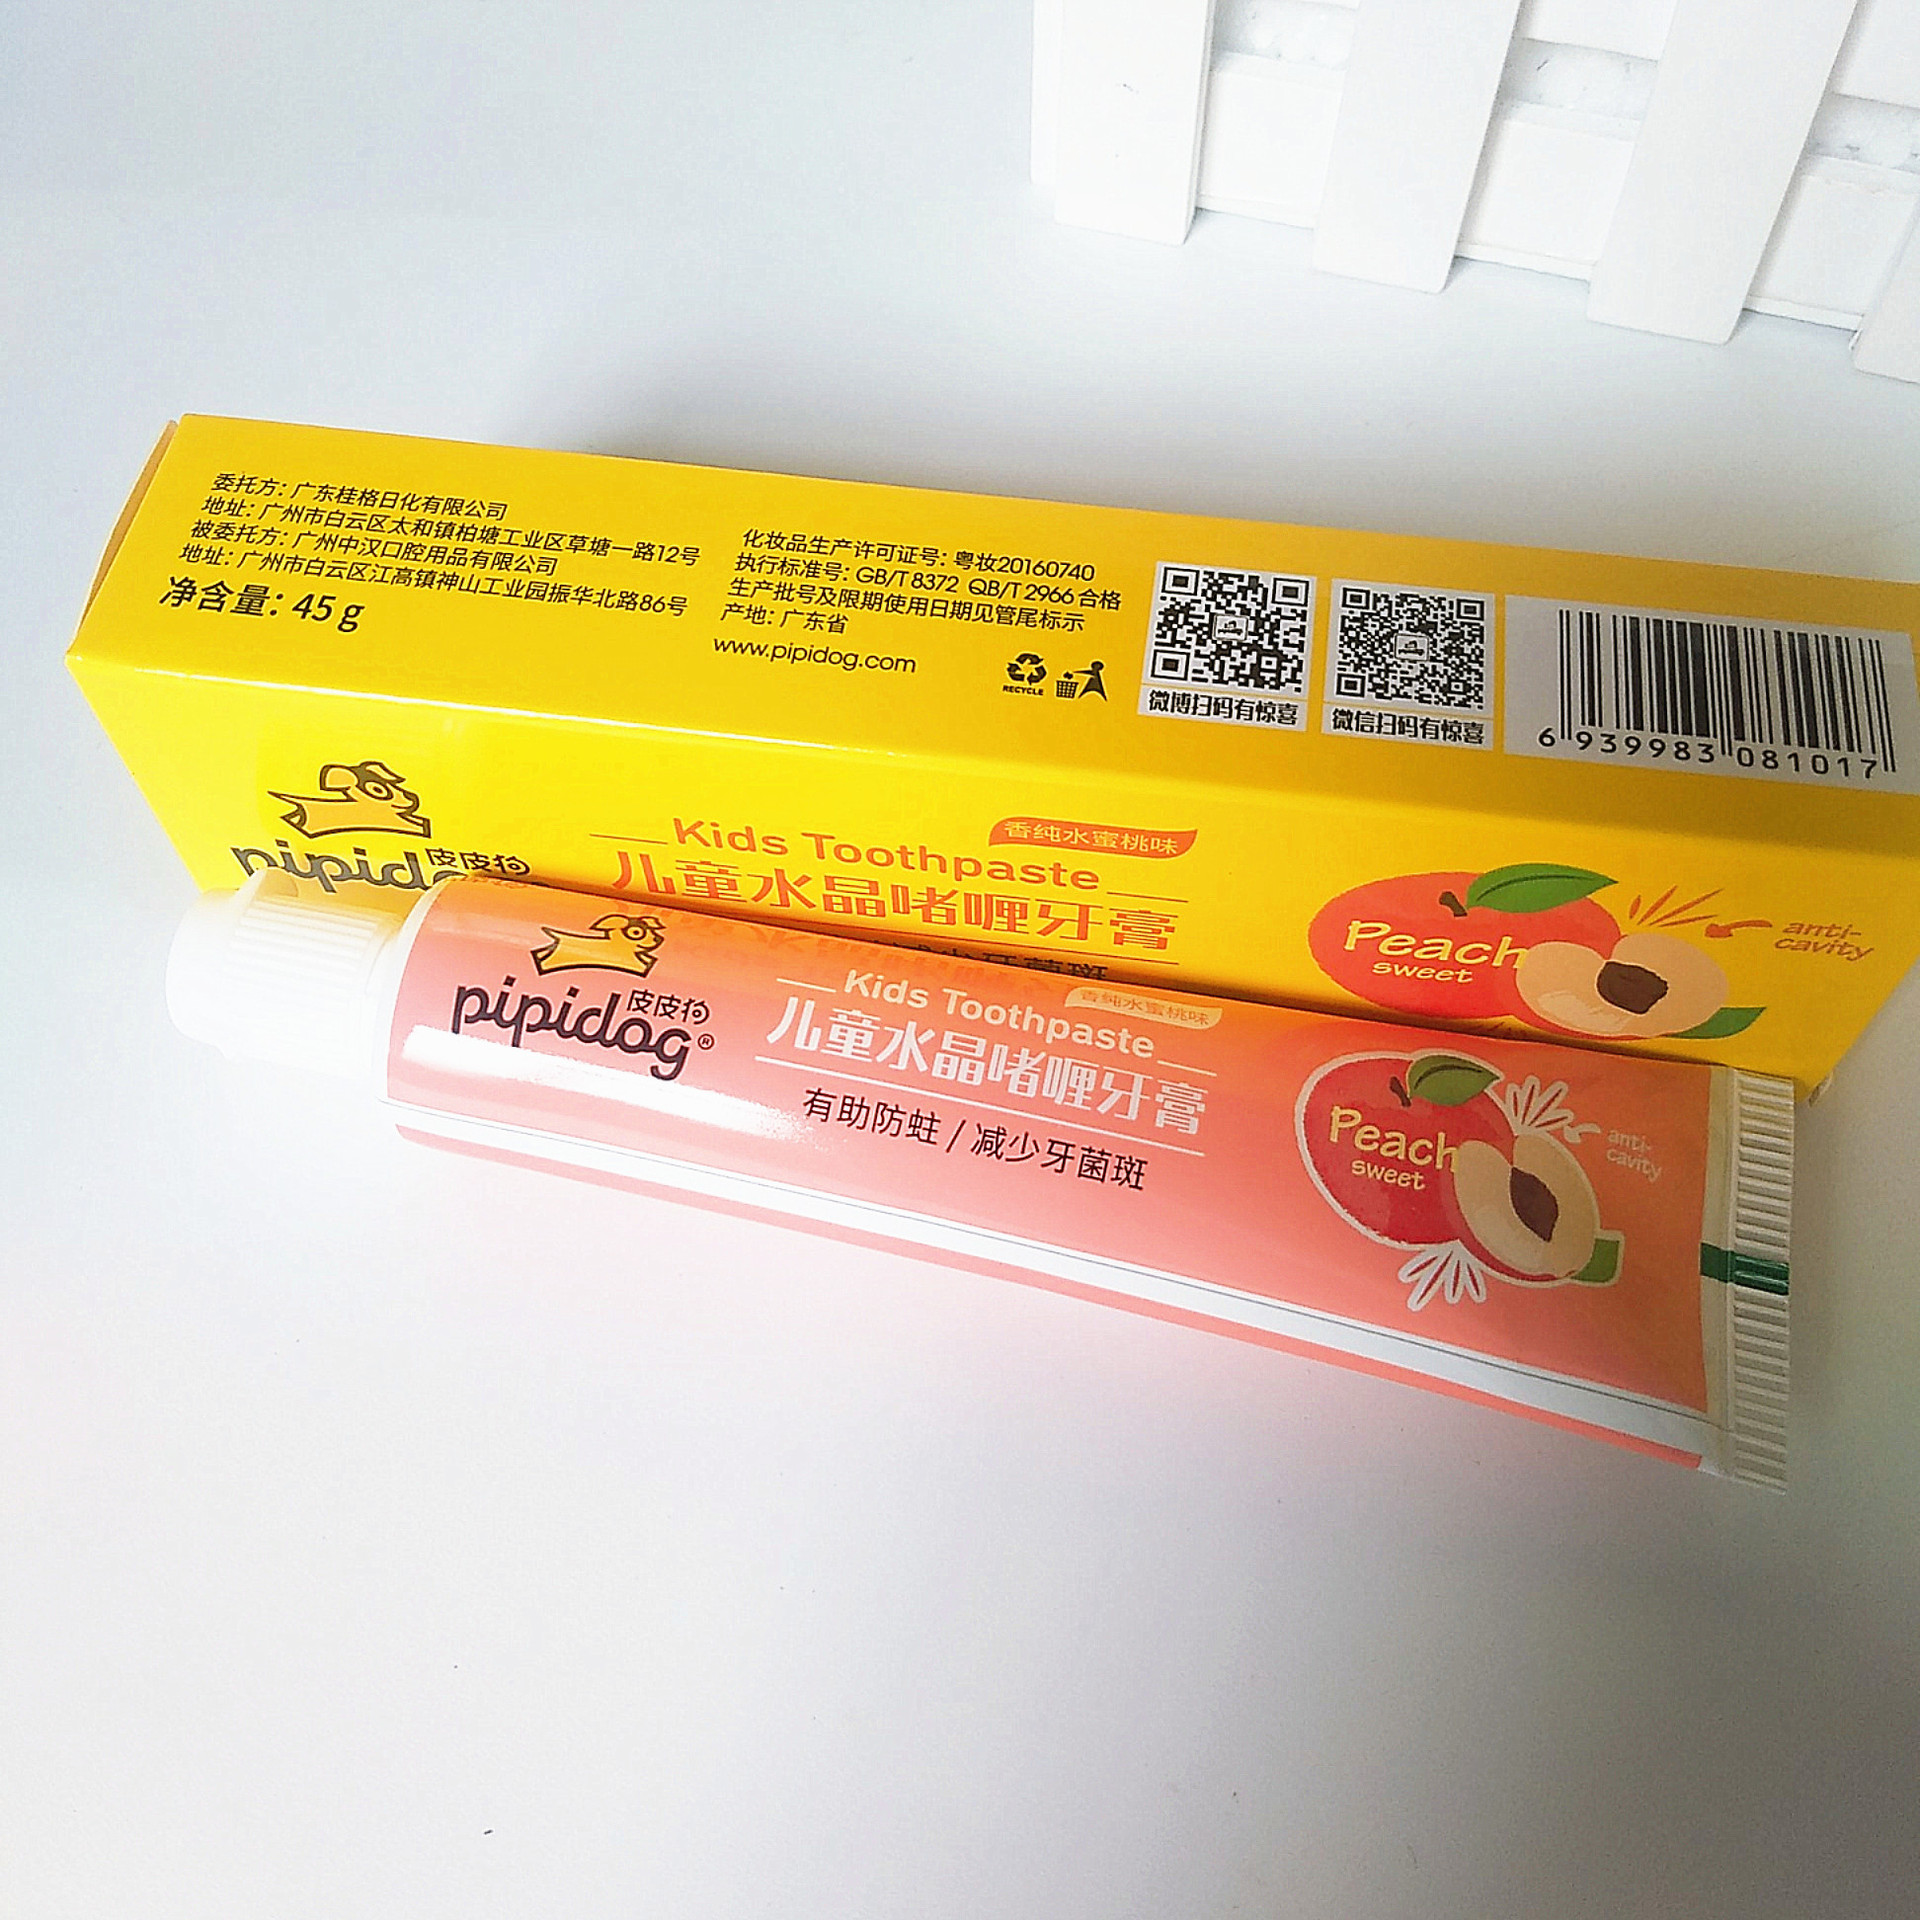 委托方: 广东桂格日化有限公司
地址: 广州市白云区太和镇柏塘工业区草塘一路12号
被委托方: 广州中汉口腔用品有限公司
地址: 广州市白云区江高镇神山工业园振华北路86号
净含量: 45 g
化妆品生产许可证号: 粤妆20160740
执行标准号: GB/T 8372 QB/T 2966 合格
生产批号及限期使用日期见管尾标示
产地: 广东省
www.pipidog.com
RECYCLE
微博扫码有惊喜
微信扫码有惊喜
6 939983 081017
皮皮狗
pipid
Kids Toothpaste
香纯水蜜桃味
儿童水晶啫喱牙膏
Peach
sweet
anti-
cavity
皮皮狗
pipidog®
Kids Toothpaste
香纯水蜜桃味
儿童水晶啫喱牙膏
有助防蛀 / 减少牙菌斑
Peach
sweet
anti-
cavity